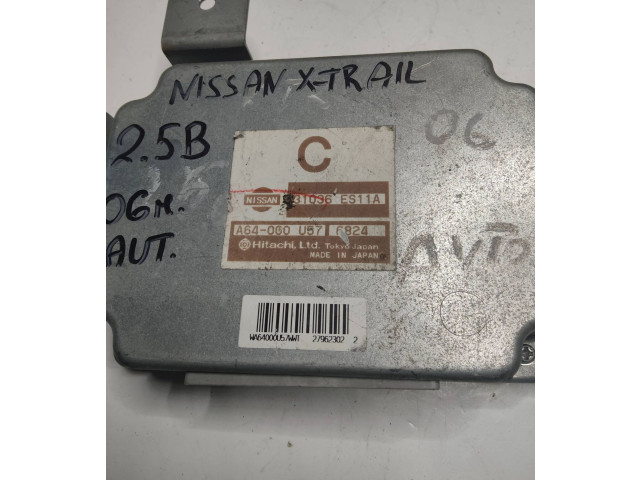 NISSAN X-TRAIL
2.5B
06
C
NISSAN 31036 ES11A
06м.
A64-000 U57 6824
AUT.
AVTO
Hitachi, Ltd. Tokyo Japan
MADE IN JAPAN
WA64000U57WWT 27962302 2